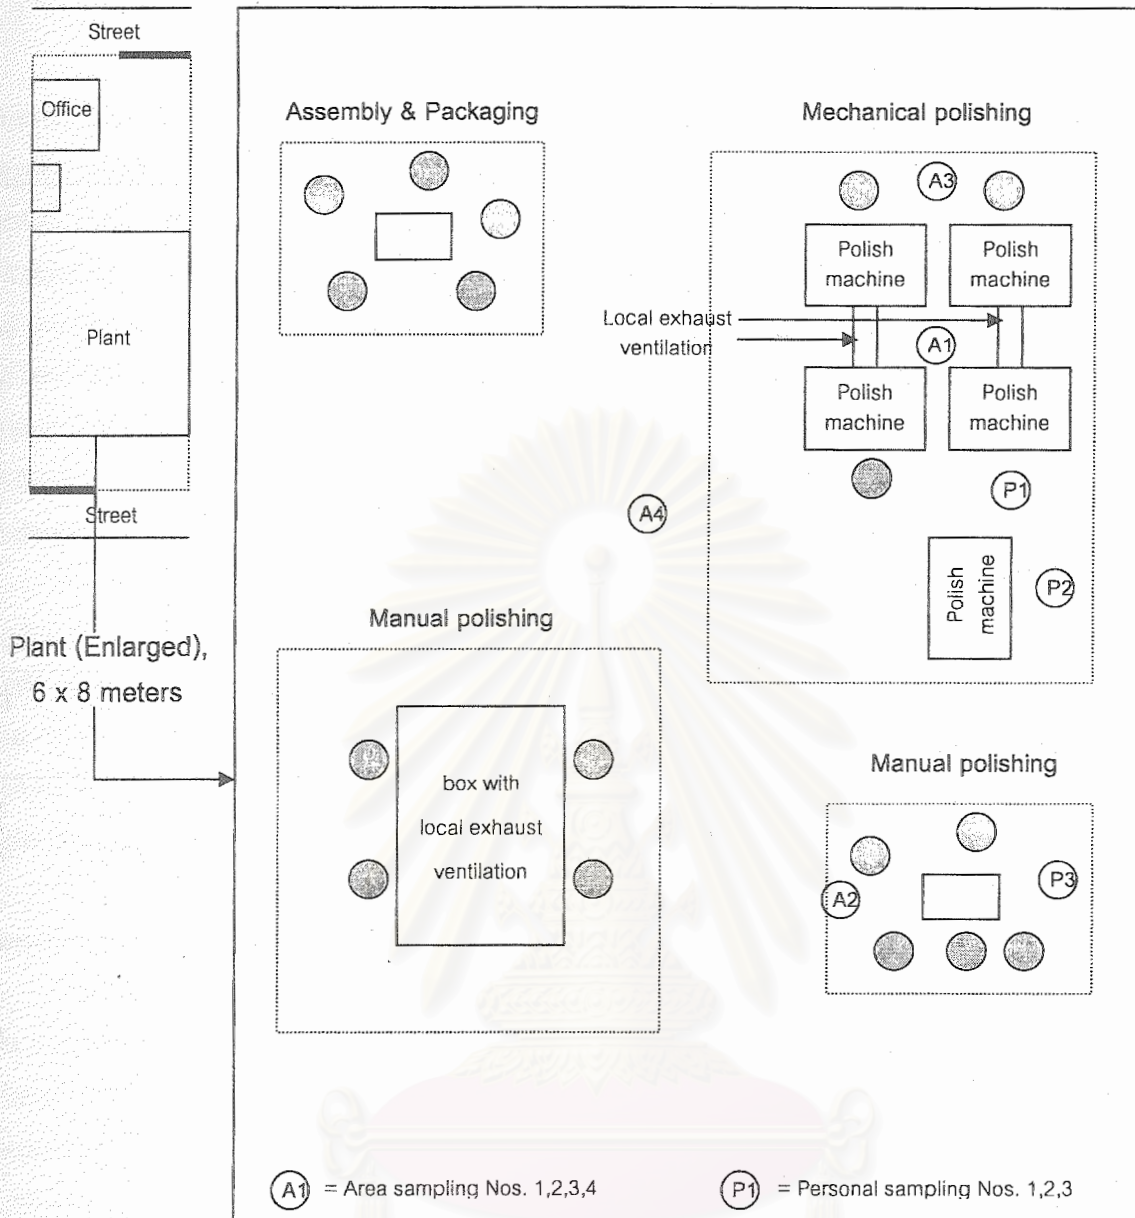 Street
Office
Plant
Street
Plant (Enlarged),
6 x 8 meters
Assembly & Packaging
Mechanical polishing
A3
Polish
machine
Polish
machine
Local exhaust
ventilation
A1
Polish
machine
Polish
machine
P1
A4
Polish
machine
P2
Manual polishing
box with
local exhaust
ventilation
Manual polishing
A2
P3
A1 = Area sampling Nos. 1,2,3,4
P1 = Personal sampling Nos. 1,2,3